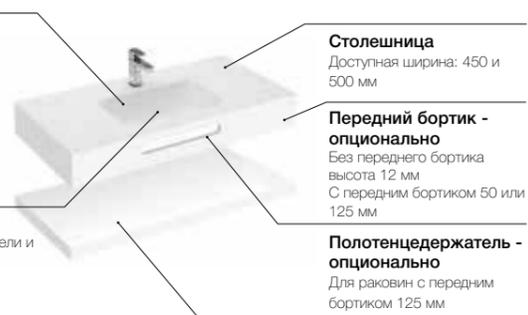 Столешница
Доступная ширина: 450 и
500 мм
Передний бортик -
опционально
Без переднего бортика
высота 12 мм
С передним бортиком 50 или
125 мм
ели и
Полотенцедержатель -
опционально
Для раковин с передним
бортиком 125 мм